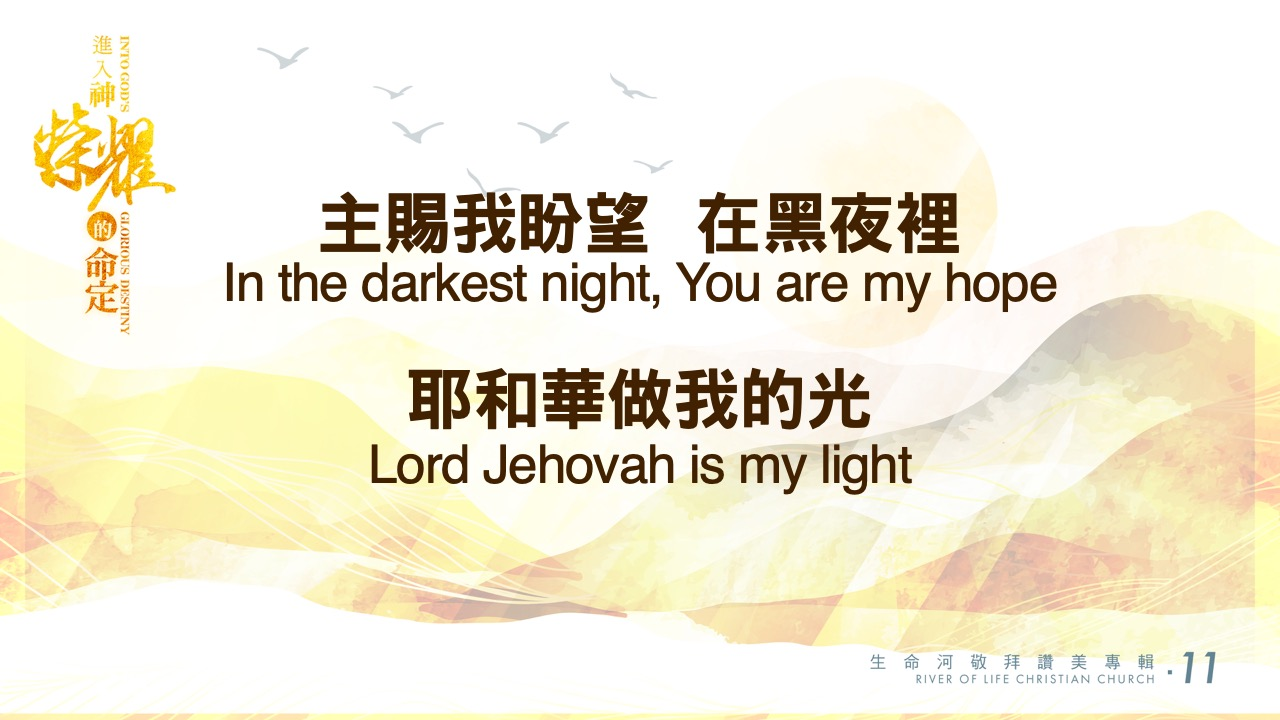 進入神
榮耀
的
命定
INTO GOD'S
GLORIOUS DESTINY
主賜我盼望 在黑夜裡
In the darkest night, You are my hope
耶和華做我的光
Lord Jehovah is my light
生命河敬拜讚美專輯
RIVER OF LIFE CHRISTIAN CHURCH
·11